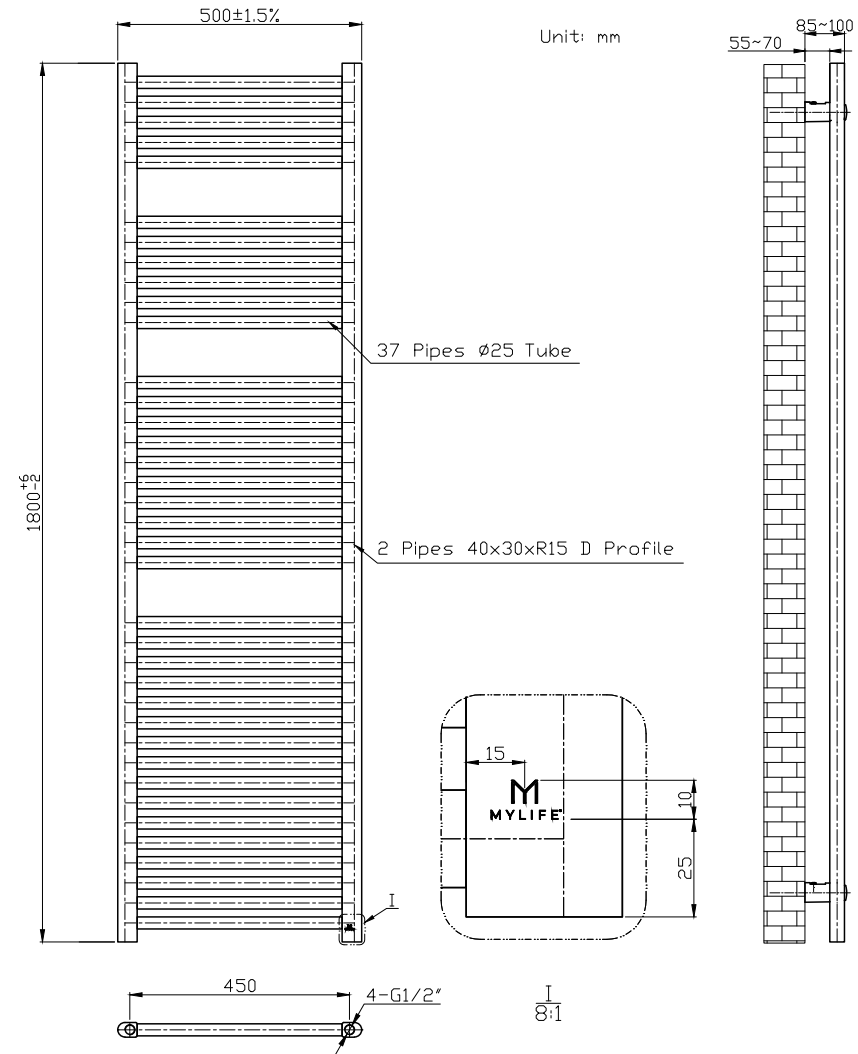 500±1.5%
Unit: mm
85~100
55~70
37 Pipes Ø25 Tube
1800+6-2
2 Pipes 40x30xR15 D Profile
15
MYLIFE
10
25
I
450
4-G1/2"
I
8:1